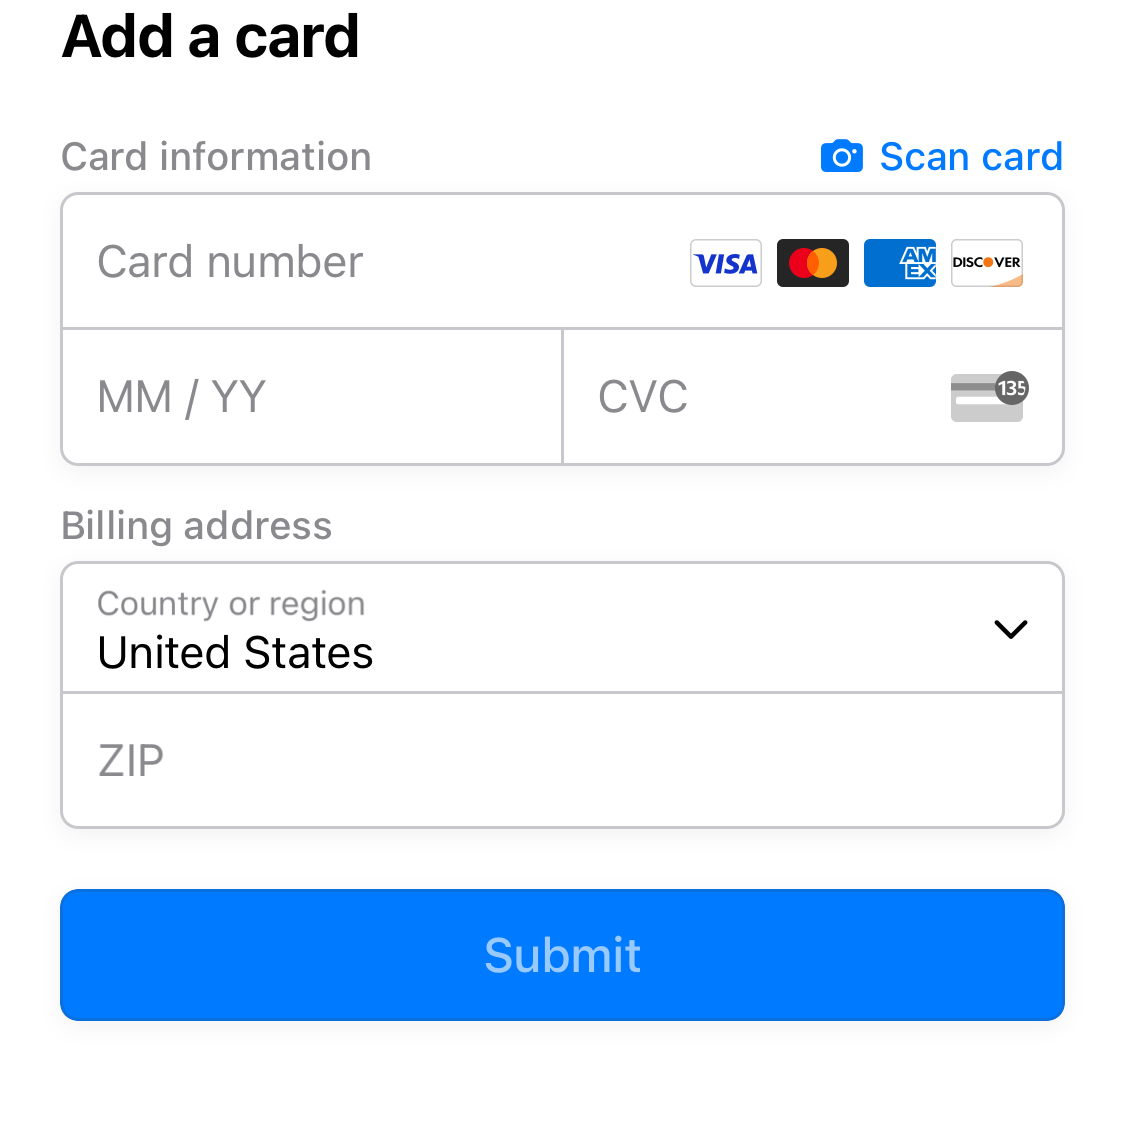 Add a card
Card information
Scan card
Card number
VISA
AM
EX
DISCOVER
MM / YY
CVC
135
Billing address
Country or region
United States
ZIP
Submit